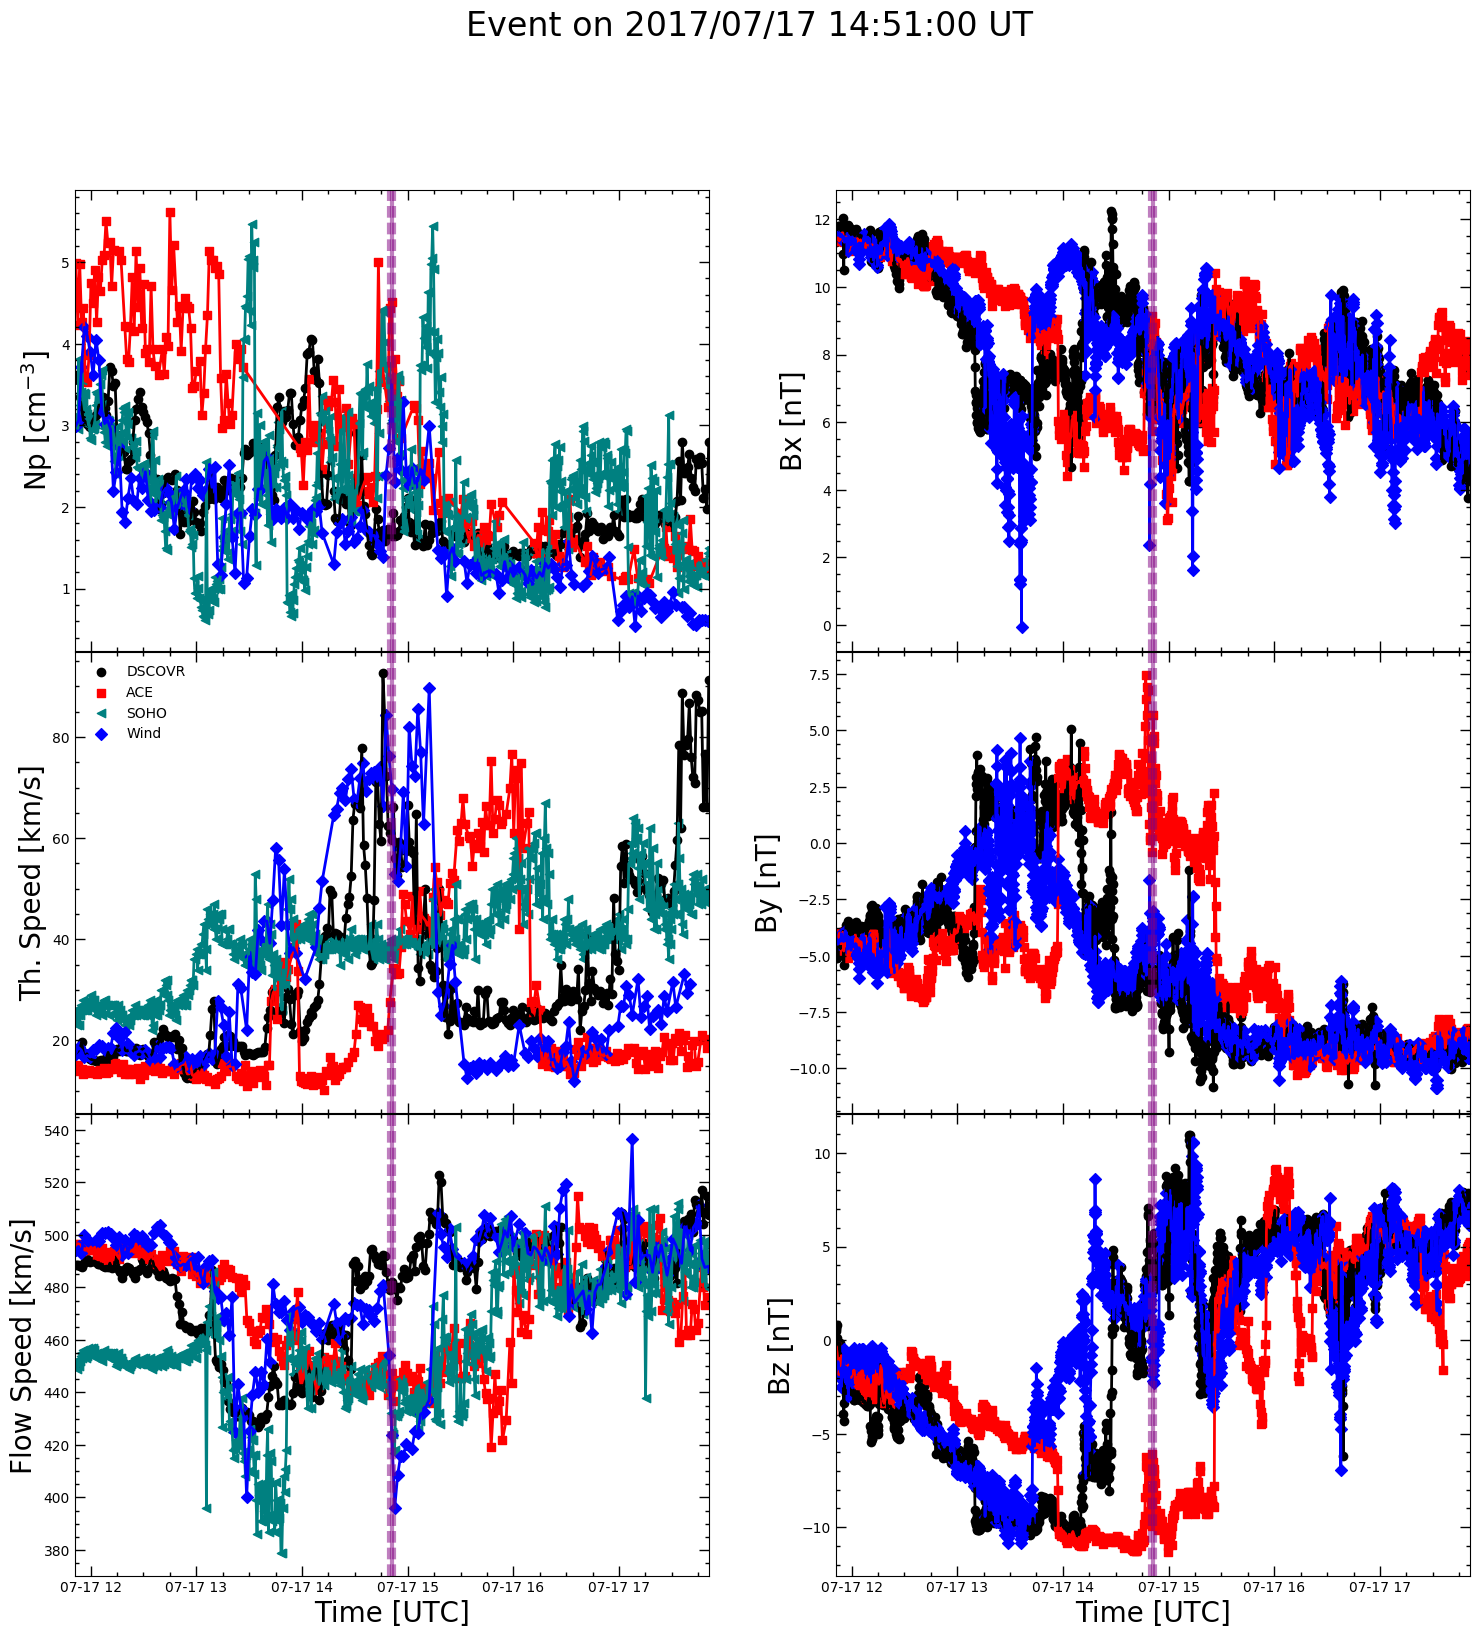 Event on 2017/07/17 14:51:00 UT
Np [cm⁻³]
5
4
3
2
1
Bx [nT]
12
10
8
6
4
2
0
DSCOVR
ACE
SOHO
Wind
Th. Speed [km/s]
80
60
40
20
By [nT]
7.5
5.0
2.5
0.0
−2.5
−5.0
−7.5
−10.0
Flow Speed [km/s]
540
520
500
480
460
440
420
400
380
07-17 12 07-17 13 07-17 14 07-17 15 07-17 16 07-17 17
Time [UTC]
Bz [nT]
10
5
0
−5
−10
07-17 12 07-17 13 07-17 14 07-17 15 07-17 16 07-17 17
Time [UTC]